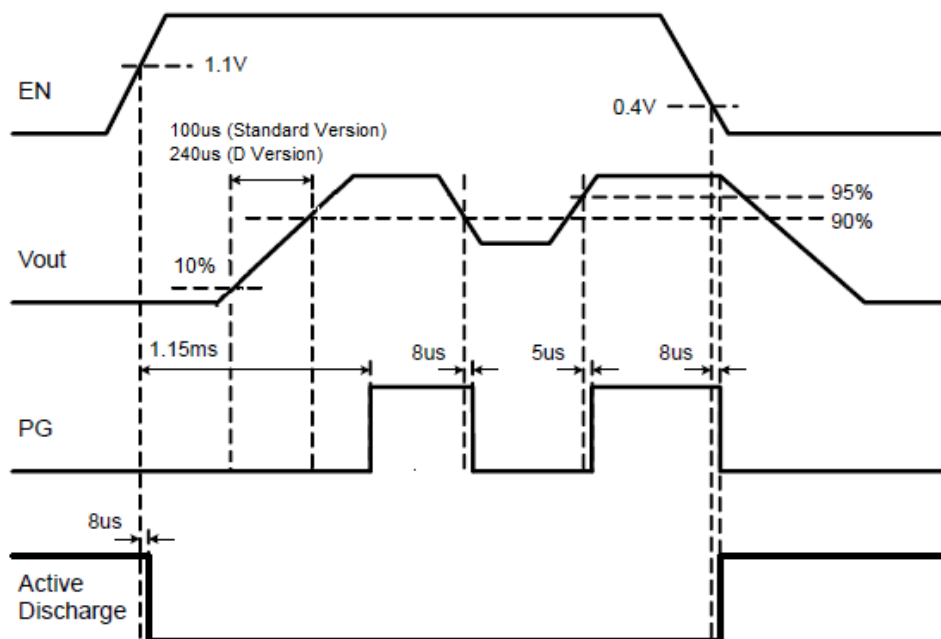 1.1V
EN
0.4V
100us (Standard Version)
240us (D Version)
95%
90%
Vout
10%
1.15ms
8us
5us
8us
PG
8us
Active
Discharge